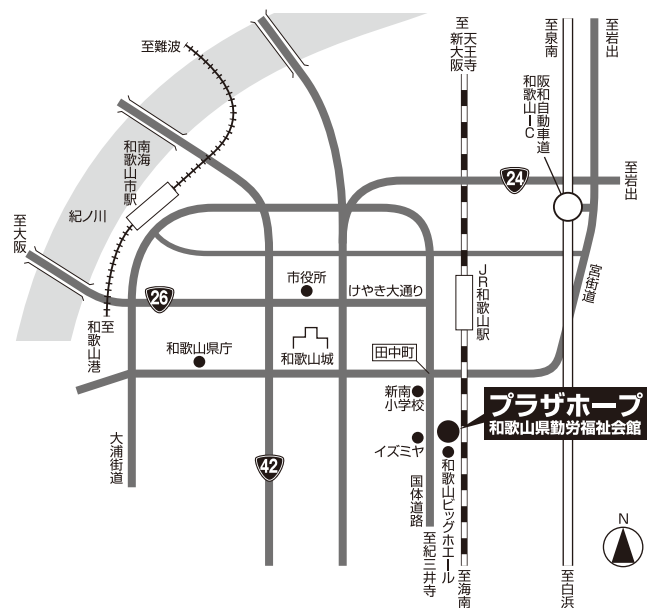 至難波
至
天王寺
新大阪
至泉南
至岩出
阪和自動車道
和歌山IC
南海
和歌山市駅
24
至岩出
紀ノ川
至大阪
宮街道
市役所
けやき大通り
JR和歌山駅
26
至
和歌山港
和歌山県庁
和歌山城
田中町
新南
小学校
プラザホープ
和歌山県勤労福祉会館
大浦街道
42
イズミヤ
国体道路
和歌山ビッグホエール
至紀三井寺
至海南
至白浜
N